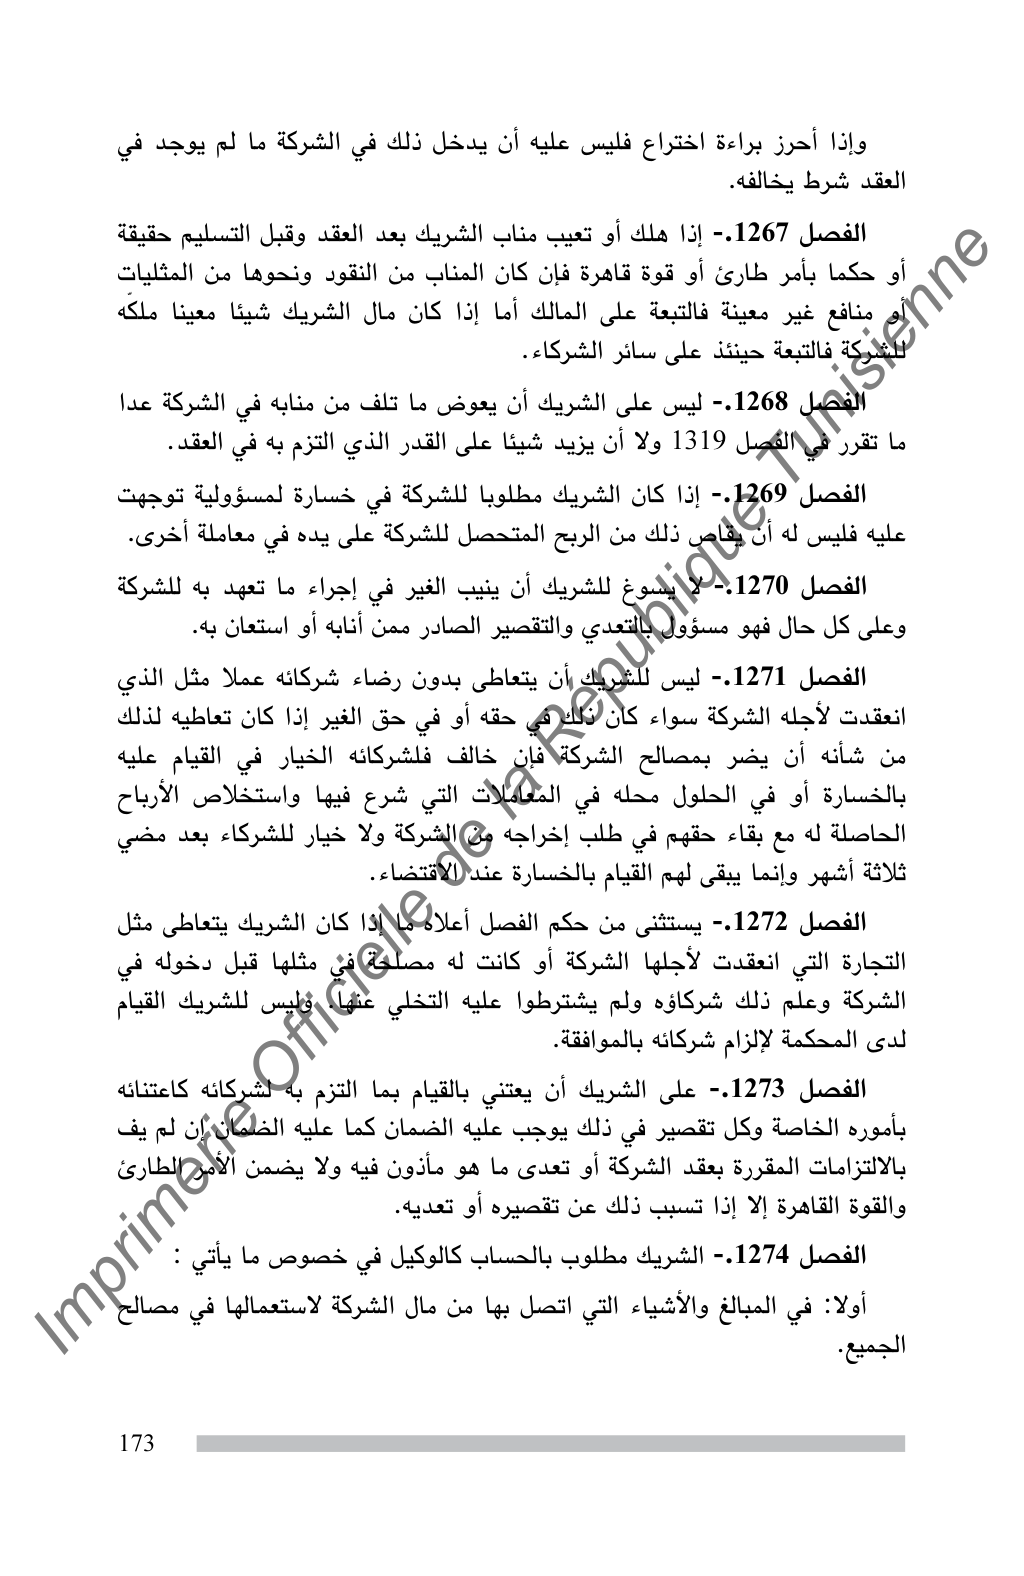 وإذا أحرز براءة اختراع فليس عليه أن يدخل ذلك في الشركة ما لم يوجد في
العقد شرط يخالفه.
الفصل 1267.- إذا هلك أو تعيب مناب الشريك بعد العقد وقبل التسليم حقيقة
أو حكما بأمر طارئ أو قوة قاهرة فإن كان المناب من النقود ونحوها من المثليات
أو منافع غير معينة فالتبعة على المالك أما إذا كان مال الشريك شيئا معينا ملكّه
للشركة فالتبعة حينئذ على سائر الشركاء.
الفصل 1268.- ليس على الشريك أن يعوض ما تلف من منابه في الشركة عدا
ما تقرر في الفصل 1319 ولا أن يزيد شيئا على القدر الذي التزم به في العقد.
الفصل 1269.- إذا كان الشريك مطلوبا للشركة في خسارة لمسؤولية توجهت
عليه فليس له أن يقاص ذلك من الربح المتحصل للشركة على يده في معاملة أخرى.
الفصل 1270.- لا يسوغ للشريك أن ينيب الغير في إجراء ما تعهد به للشركة
وعلى كل حال فهو مسؤول بالتعدي والتقصير الصادر ممن أنابه أو استعان به.
الفصل 1271.- ليس للشريك أن يتعاطى بدون رضاء شركائه عملا مثل الذي
انعقدت لأجله الشركة سواء كان ذلك في حقه أو في حق الغير إذا كان تعاطيه لذلك
من شأنه أن يضر بمصالح الشركة فإن خالف فلشركائه الخيار في القيام عليه
بالخسارة أو في الحلول محله في المعاملات التي شرع فيها واستخلاص الأرباح
الحاصلة له مع بقاء حقهم في طلب إخراجه من الشركة ولا خيار للشركاء بعد مضي
ثلاثة أشهر وإنما يبقى لهم القيام بالخسارة عند الاقتضاء.
الفصل 1272.- يستثنى من حكم الفصل أعلاه ما إذا كان الشريك يتعاطى مثل
التجارة التي انعقدت لأجلها الشركة أو كانت له مصلحة في مثلها قبل دخوله في
الشركة وعلم ذلك شركاؤه ولم يشترطوا عليه التخلي عنها. وليس للشريك القيام
لدى المحكمة لإلزام شركائه بالموافقة.
الفصل 1273.- على الشريك أن يعتني بالقيام بما التزم به لشركائه كاعتنائه
بأموره الخاصة وكل تقصير في ذلك يوجب عليه الضمان كما عليه الضمان إن لم يف
بالالتزامات المقررة بعقد الشركة أو تعدى ما هو مأذون فيه ولا يضمن الأمر الطارئ
والقوة القاهرة إلا إذا تسبب ذلك عن تقصيره أو تعديه.
الفصل 1274.- الشريك مطلوب بالحساب كالوكيل في خصوص ما يأتي :
أولا: في المبالغ والأشياء التي اتصل بها من مال الشركة لاستعمالها في مصالح
الجميع.
173
Imprimerie Officielle de la République Tunisienne